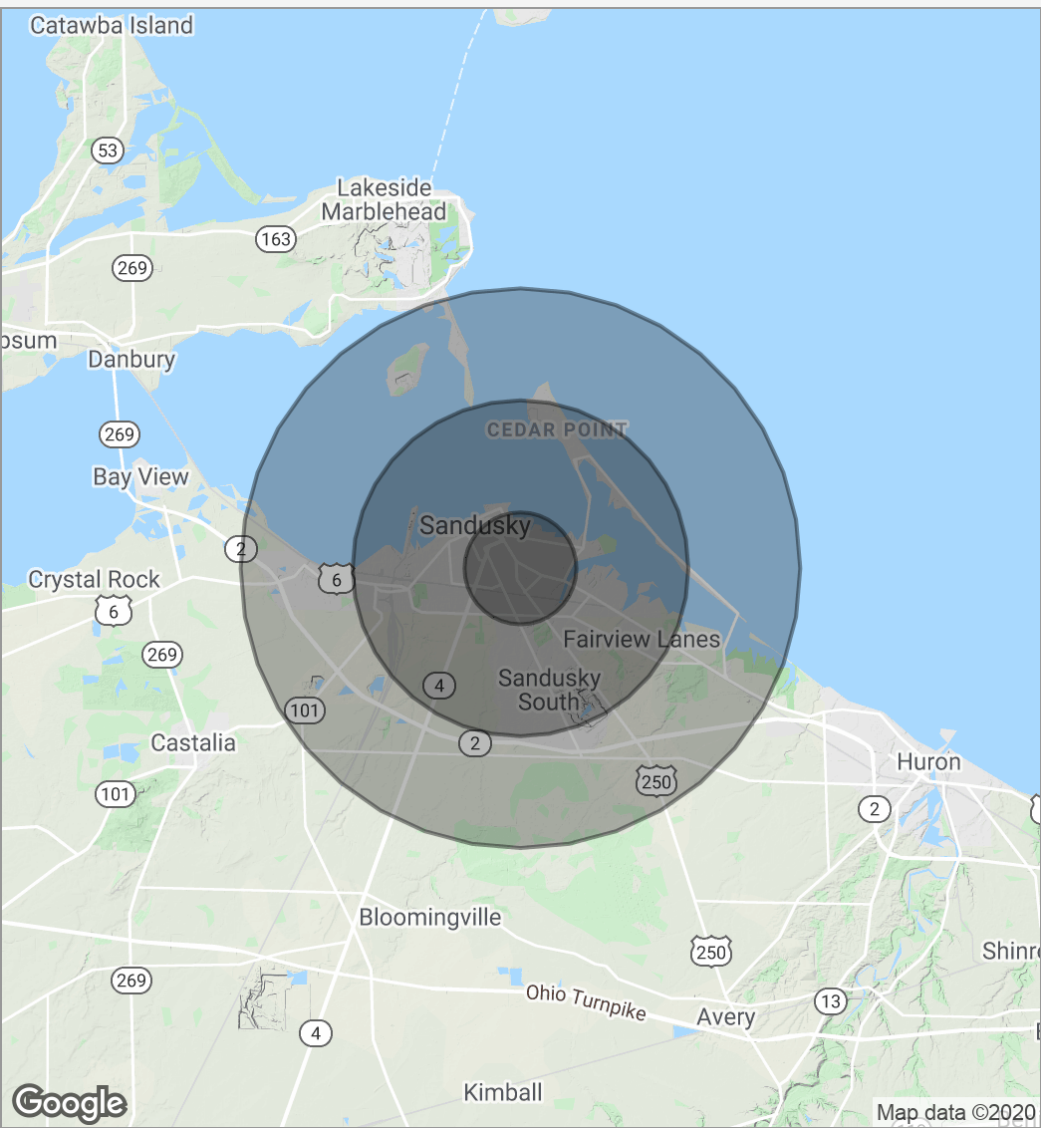 Catawba Island
53
Lakeside
Marblehead
163
269
psum
Danbury
269
CEDAR POINT
Bay View
Sandusky
2
Crystal Rock
6
6
Fairview Lanes
269
Sandusky
South
4
101
2
Castalia
Huron
250
101
2
Bloomingville
250
Shinr
269
Ohio Turnpike
13
Avery
4
Kimball
Google
Map data ©2020